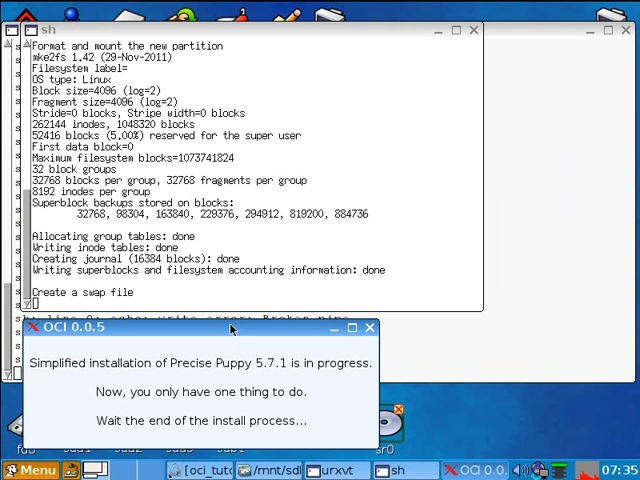 sh
Format and mount the new partition
mke2fs 1.42 (29-Nov-2011)
Filesystem label=
OS type: Linux
Block size=4096 (log=2)
Fragment size=4096 (log=2)
Stride=0 blocks, Stripe width=0 blocks
262144 inodes, 1048320 blocks
52416 blocks (5.00%) reserved for the super user
First data block=0
Maximum filesystem blocks=1073741824
32 block groups
32768 blocks per group, 32768 fragments per group
8192 inodes per group
Superblock backups stored on blocks:
32768, 98304, 163840, 229376, 294912, 819200, 884736
Allocating group tables: done
Writing inode tables: done
Creating journal (16384 blocks): done
Writing superblocks and filesystem accounting information: done
Create a swap file
OCI 0.0.5
Simplified installation of Precise Puppy 5.7.1 is in progress.
Now, you only have one thing to do.
Wait the end of the install process...
sr0
Menu
[oci_tuto
/mnt/sdl
urxvt
sh
OCI 0.0.
07:35